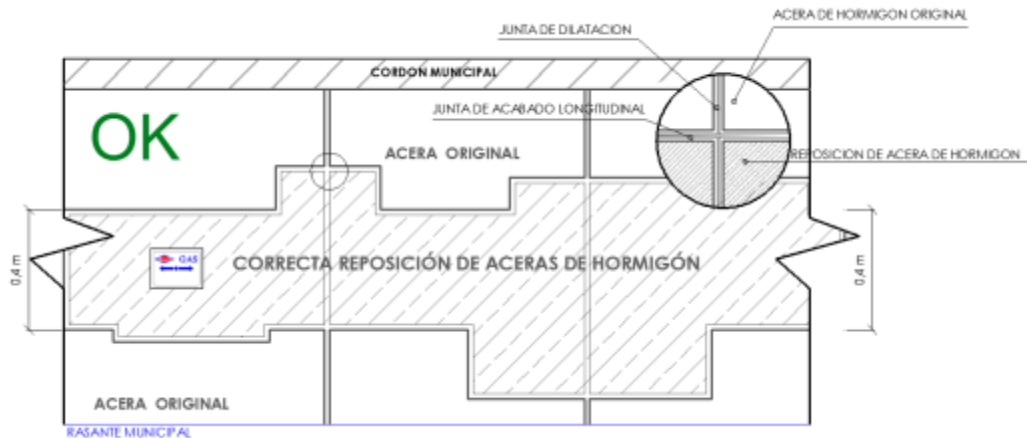 ACERA DE HORMIGON ORIGINAL
JUNTA DE DILATACION
CORDON MUNICIPAL
JUNTA DE ACABADO LONGITUDINAL
OK
ACERA ORIGINAL
REPOSICION DE ACERA DE HORMIGON
0,4 m
GAS
CORRECTA REPOSICIÓN DE ACERAS DE HORMIGÓN
0,4 m
ACERA ORIGINAL
RASANTE MUNICIPAL